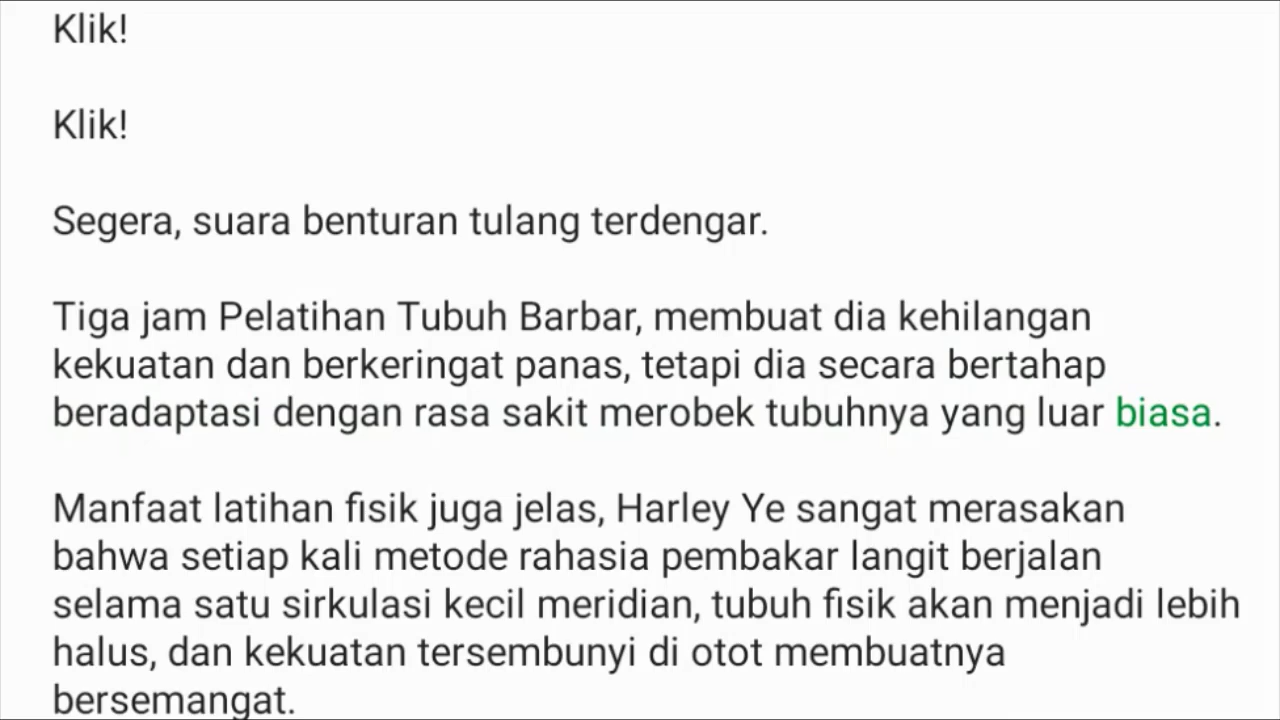 Klik!
Klik!
Segera, suara benturan tulang terdengar.
Tiga jam Pelatihan Tubuh Barbar, membuat dia kehilangan
kekuatan dan berkeringat panas, tetapi dia secara bertahap
beradaptasi dengan rasa sakit merobek tubuhnya yang luar biasa.
Manfaat latihan fisik juga jelas, Harley Ye sangat merasakan
bahwa setiap kali metode rahasia pembakar langit berjalan
selama satu sirkulasi kecil meridian, tubuh fisik akan menjadi lebih
halus, dan kekuatan tersembunyi di otot membuatnya
bersemangat.